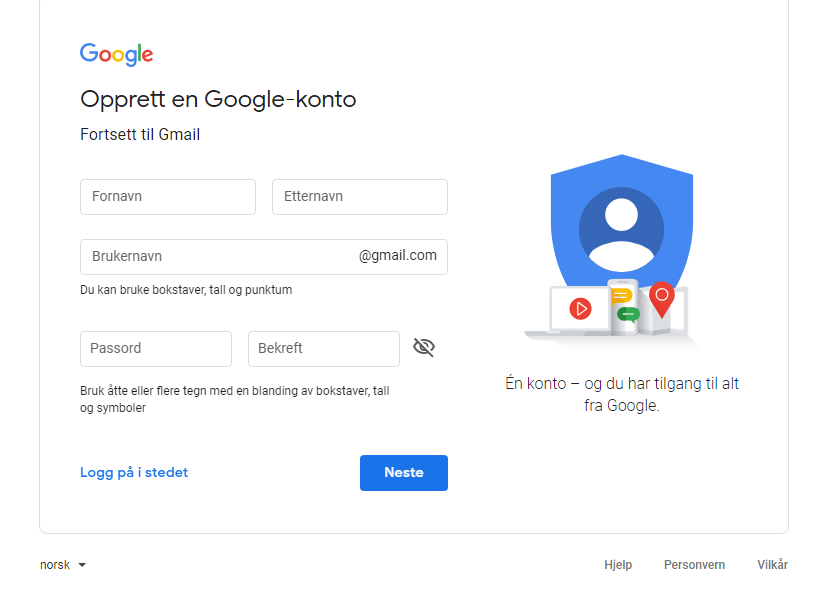 Google
Opprett en Google-konto
Fortsett til Gmail
Fornavn
Etternavn
Brukernavn
@gmail.com
Du kan bruke bokstaver, tall og punktum
Passord
Bekreft
Bruk åtte eller flere tegn med en blanding av bokstaver, tall
og symboler
Logg på i stedet
Neste
Én konto – og du har tilgang til alt
fra Google.
norsk
Hjelp
Personvern
Vilkår